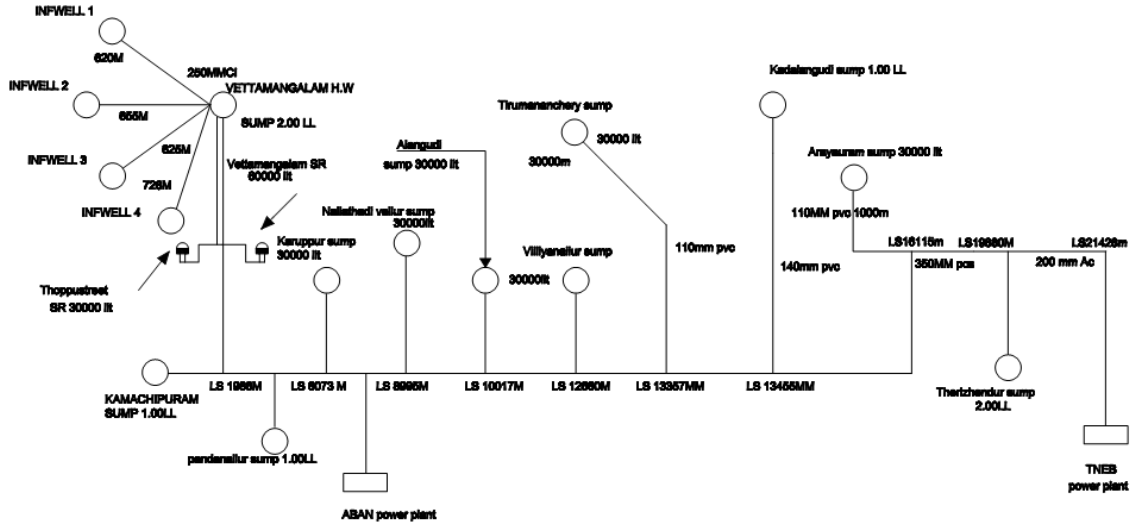 INFWELL 1
620M
250MMCI
INFWELL 2
VETTAMANGALAM H.W
SUMP 2.00 LL
655M
INFWELL 3
625M
726M
INFWELL 4
Vettamangalam SR
60000 lit
Thoppustreet
SR 30000 lit
Karuppur sump
30000 lit
Nallathadi vallur sump
30000lit
Alangudi
sump 30000 lit
30000lit
Tirumananchery sump
30000 lit
30000m
Villiyanallur sump
110mm pvc
Kadalangudi sump 1.00 LL
140mm pvc
Arayauram sump 30000 lit
110MM pvc 1000m
LS16115m
LS19880M
LS21426m
350MM pcs
200 mm Ac
KAMACHIPURAM
SUMP 1.00LL
LS 1986M
LS 6073 M
LS 8995M
LS 10017M
LS 12660M
LS 13357MM
LS 13455MM
Therizhendur sump
2.00LL
pandanallur sump 1.00LL
ABAN power plant
TNEB
power plant